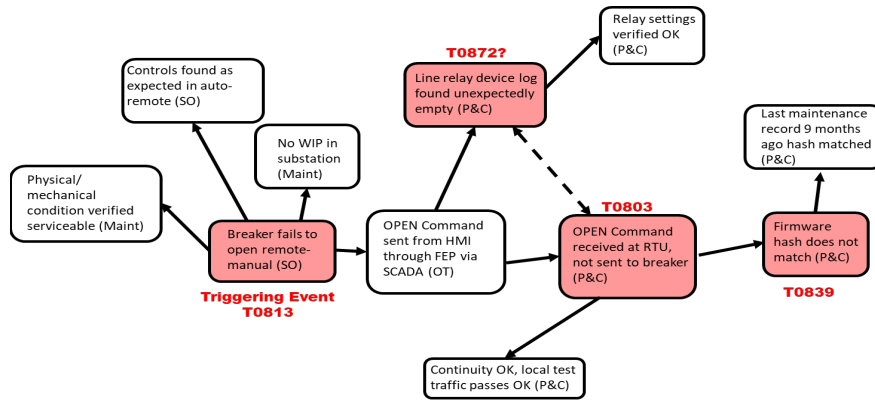 Relay settings
verified OK
(P&C)
T0872?
Controls found as
expected in auto-
remote (SO)
Line relay device log
found unexpectedly
empty (P&C)
Last maintenance
record 9 months
ago hash matched
(P&C)
No WIP in
substation
(Maint)
Physical/
mechanical
condition verified
serviceable (Maint)
T0803
Breaker fails to
open remote-
manual (SO)
OPEN Command
sent from HMI
through FEP via
SCADA (OT)
OPEN Command
received at RTU,
not sent to breaker
(P&C)
Firmware
hash does not
match (P&C)
Triggering Event
T0813
T0839
Continuity OK, local test
traffic passes OK (P&C)